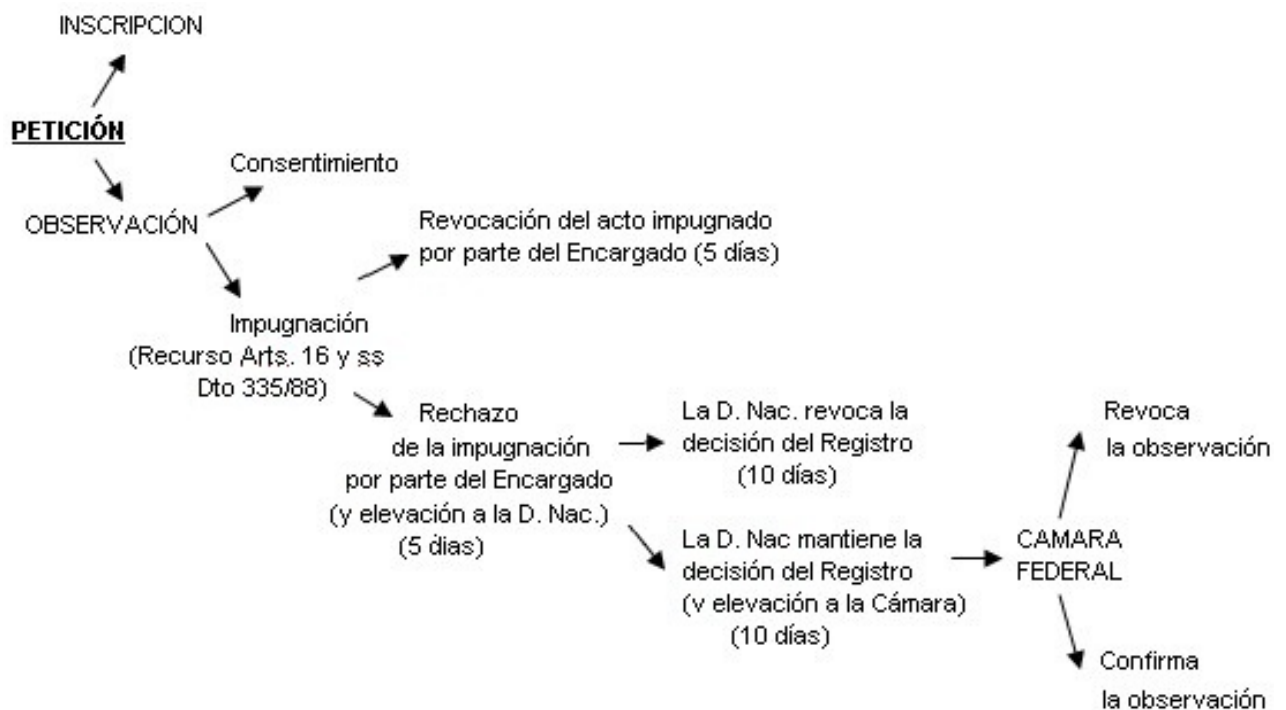 INSCRIPCION
PETICIÓN
Consentimiento
OBSERVACIÓN
Revocación del acto impugnado
por parte del Encargado (5 días)
Impugnación
(Recurso Arts. 16 y ss
Dto 335/88)
Rechazo
de la impugnación
por parte del Encargado
(y elevación a la D. Nac.)
(5 dias)
La D. Nac. revoca la
decisión del Registro
(10 días)
La D. Nac mantiene la
decisión del Registro
(v elevación a la Cámara)
(10 días)
CAMARA
FEDERAL
Revoca
la observación
Confirma
la observación